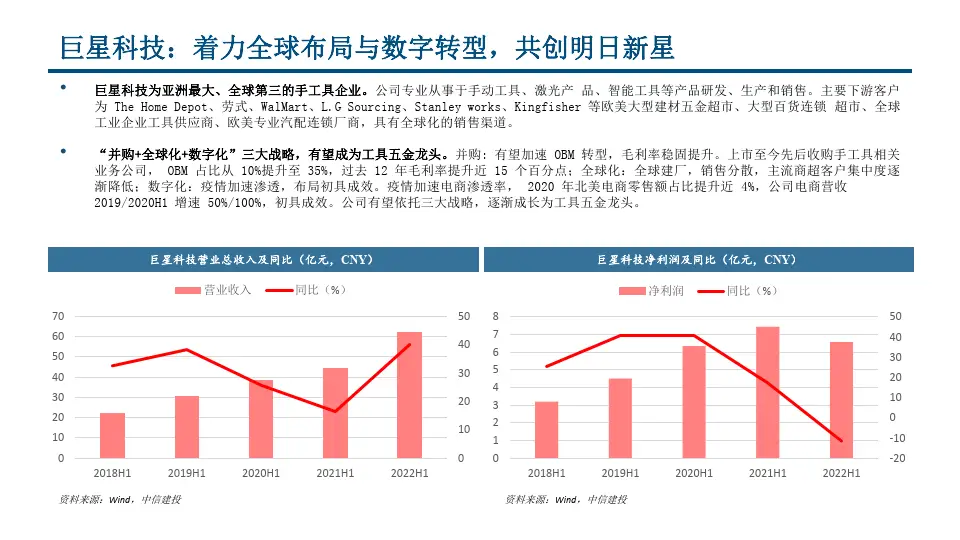 巨星科技：着力全球布局与数字转型，共创明日新星
• 巨星科技为亚洲最大、全球第三的手工具企业。公司专业从事于手动工具、激光产 品、智能工具等产品研发、生产和销售。主要下游客户
为 The Home Depot、劳式、WalMart、L.G Sourcing、Stanley works、Kingfisher 等欧美大型建材五金超市、大型百货连锁 超市、全球
工业企业工具供应商、欧美专业汽配连锁厂商，具有全球化的销售渠道。
• “并购+全球化+数字化”三大战略，有望成为工具五金龙头。并购：有望加速 OBM 转型，毛利率稳固提升。上市至今先后收购手工具相关
业务公司， OBM 占比从 10%提升至 35%，过去 12 年毛利率提升近 15 个百分点；全球化：全球建厂，销售分散，主流商超客户集中度逐
渐降低；数字化：疫情加速渗透，布局初具成效。疫情加速电商渗透率， 2020 年北美电商零售额占比提升近 4%，公司电商营收
2019/2020H1 增速 50%/100%，初具成效。公司有望依托三大战略，逐渐成长为工具五金龙头。
巨星科技营业总收入及同比（亿元，CNY）
营业收入 同比（%）
70
60
50
40
30
20
10
0
50
40
30
20
10
0
2018H1 2019H1 2020H1 2021H1 2022H1
资料来源：Wind，中信建投
巨星科技净利润及同比（亿元，CNY）
净利润 同比（%）
8
7
6
5
4
3
2
1
0
50
40
30
20
10
0
-10
-20
2018H1 2019H1 2020H1 2021H1 2022H1
资料来源：Wind，中信建投